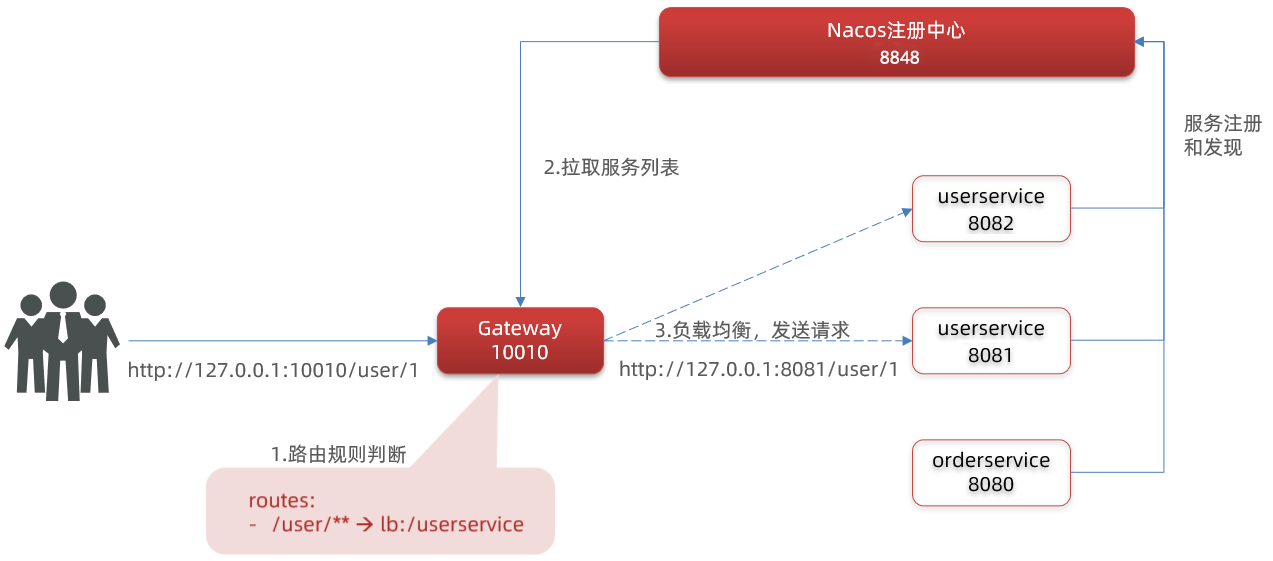 Nacos注册中心
8848
服务注册
和发现
2.拉取服务列表
userservice
8082
Gateway
10010
3.负载均衡，发送请求
userservice
8081
http://127.0.0.1:10010/user/1
http://127.0.0.1:8081/user/1
1.路由规则判断
orderservice
8080
routes:
- /user/** → lb:/userservice